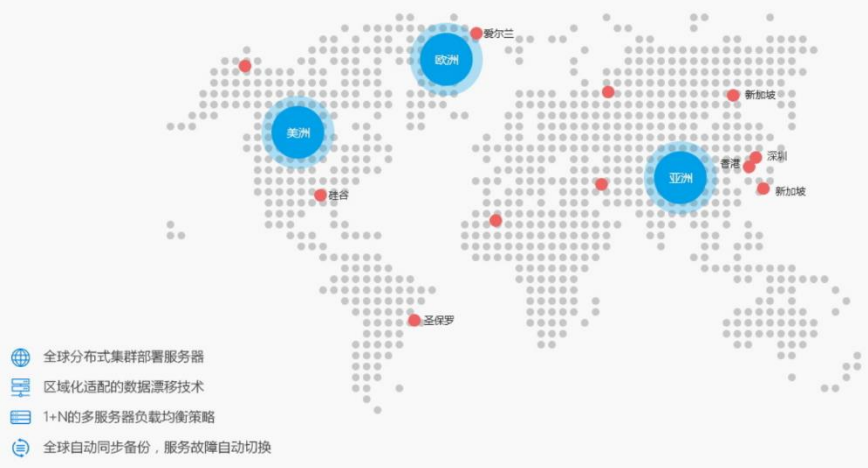 爱尔兰
欧洲
新加坡
美洲
深圳
香港
亚洲
新加坡
硅谷
圣保罗
全球分布式集群部署服务器
区域化适配的数据漂移技术
1+N的多服务器负载均衡策略
全球自动同步备份，服务故障自动切换